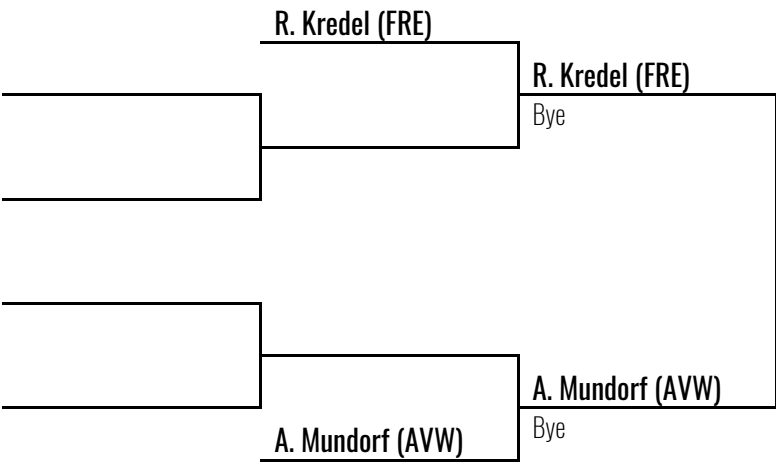 R. Kredel (FRE)
R. Kredel (FRE)
Bye
A. Mundorf (AVW)
Bye
A. Mundorf (AVW)